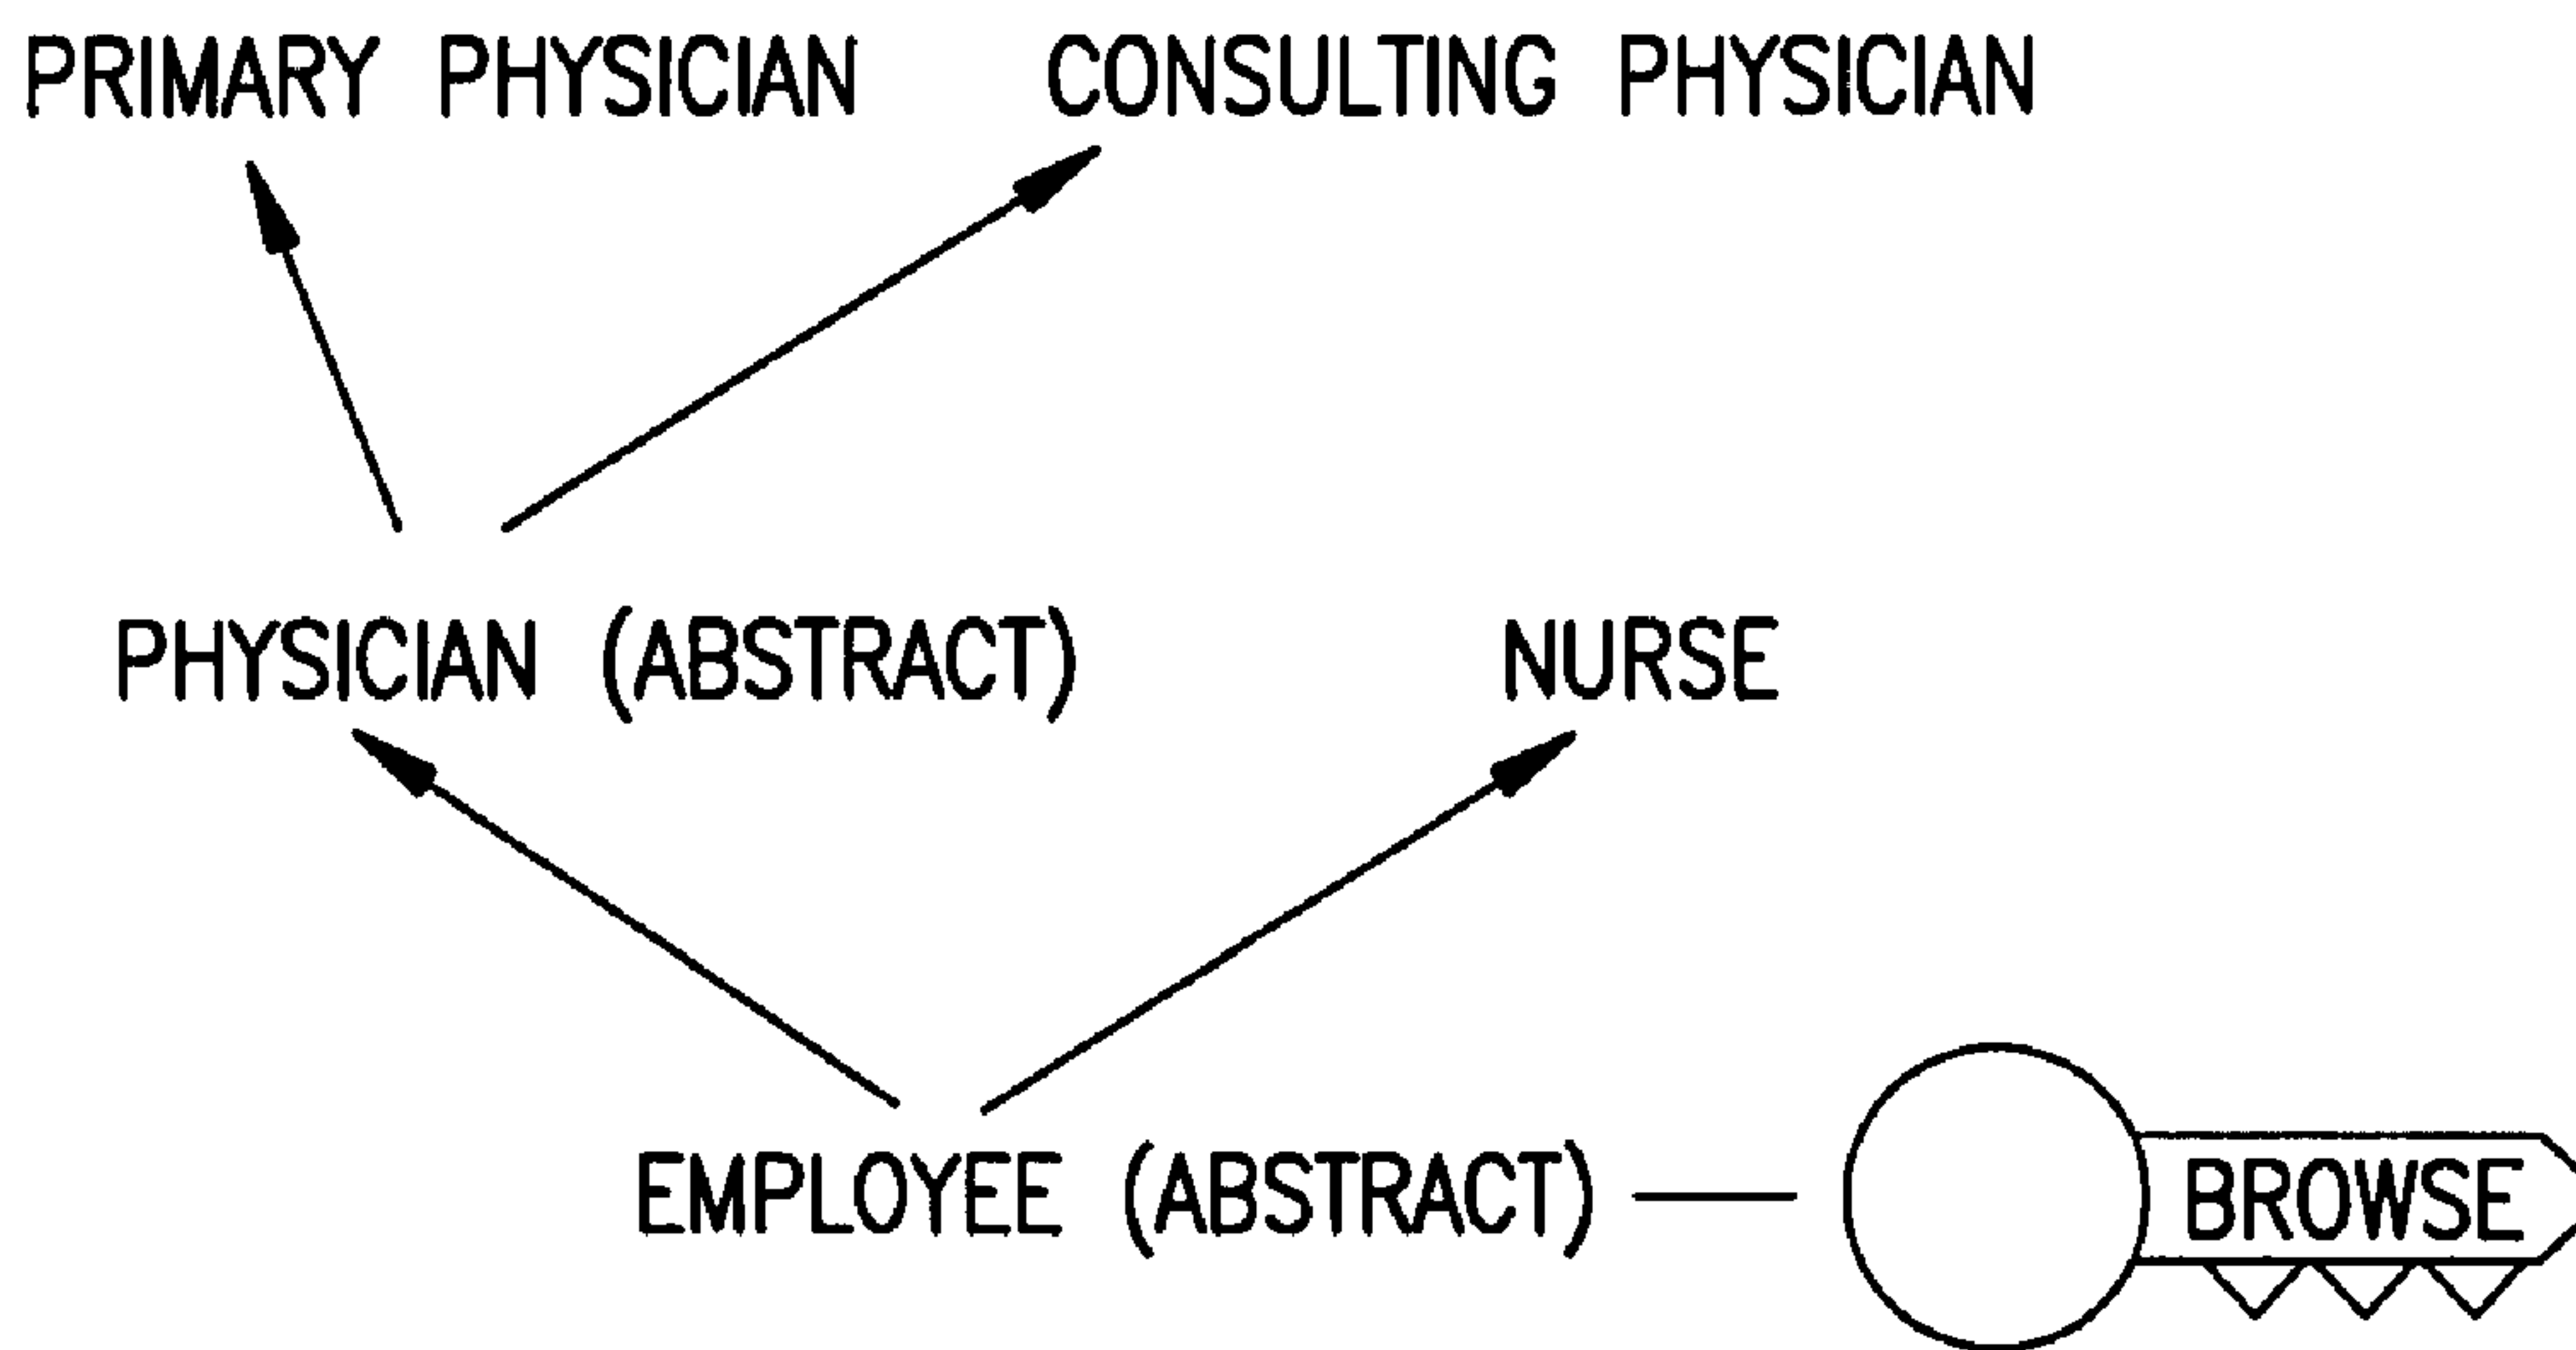 PRIMARY PHYSICIAN CONSULTING PHYSICIAN
PHYSICIAN (ABSTRACT) NURSE
EMPLOYEE (ABSTRACT) BROWSE